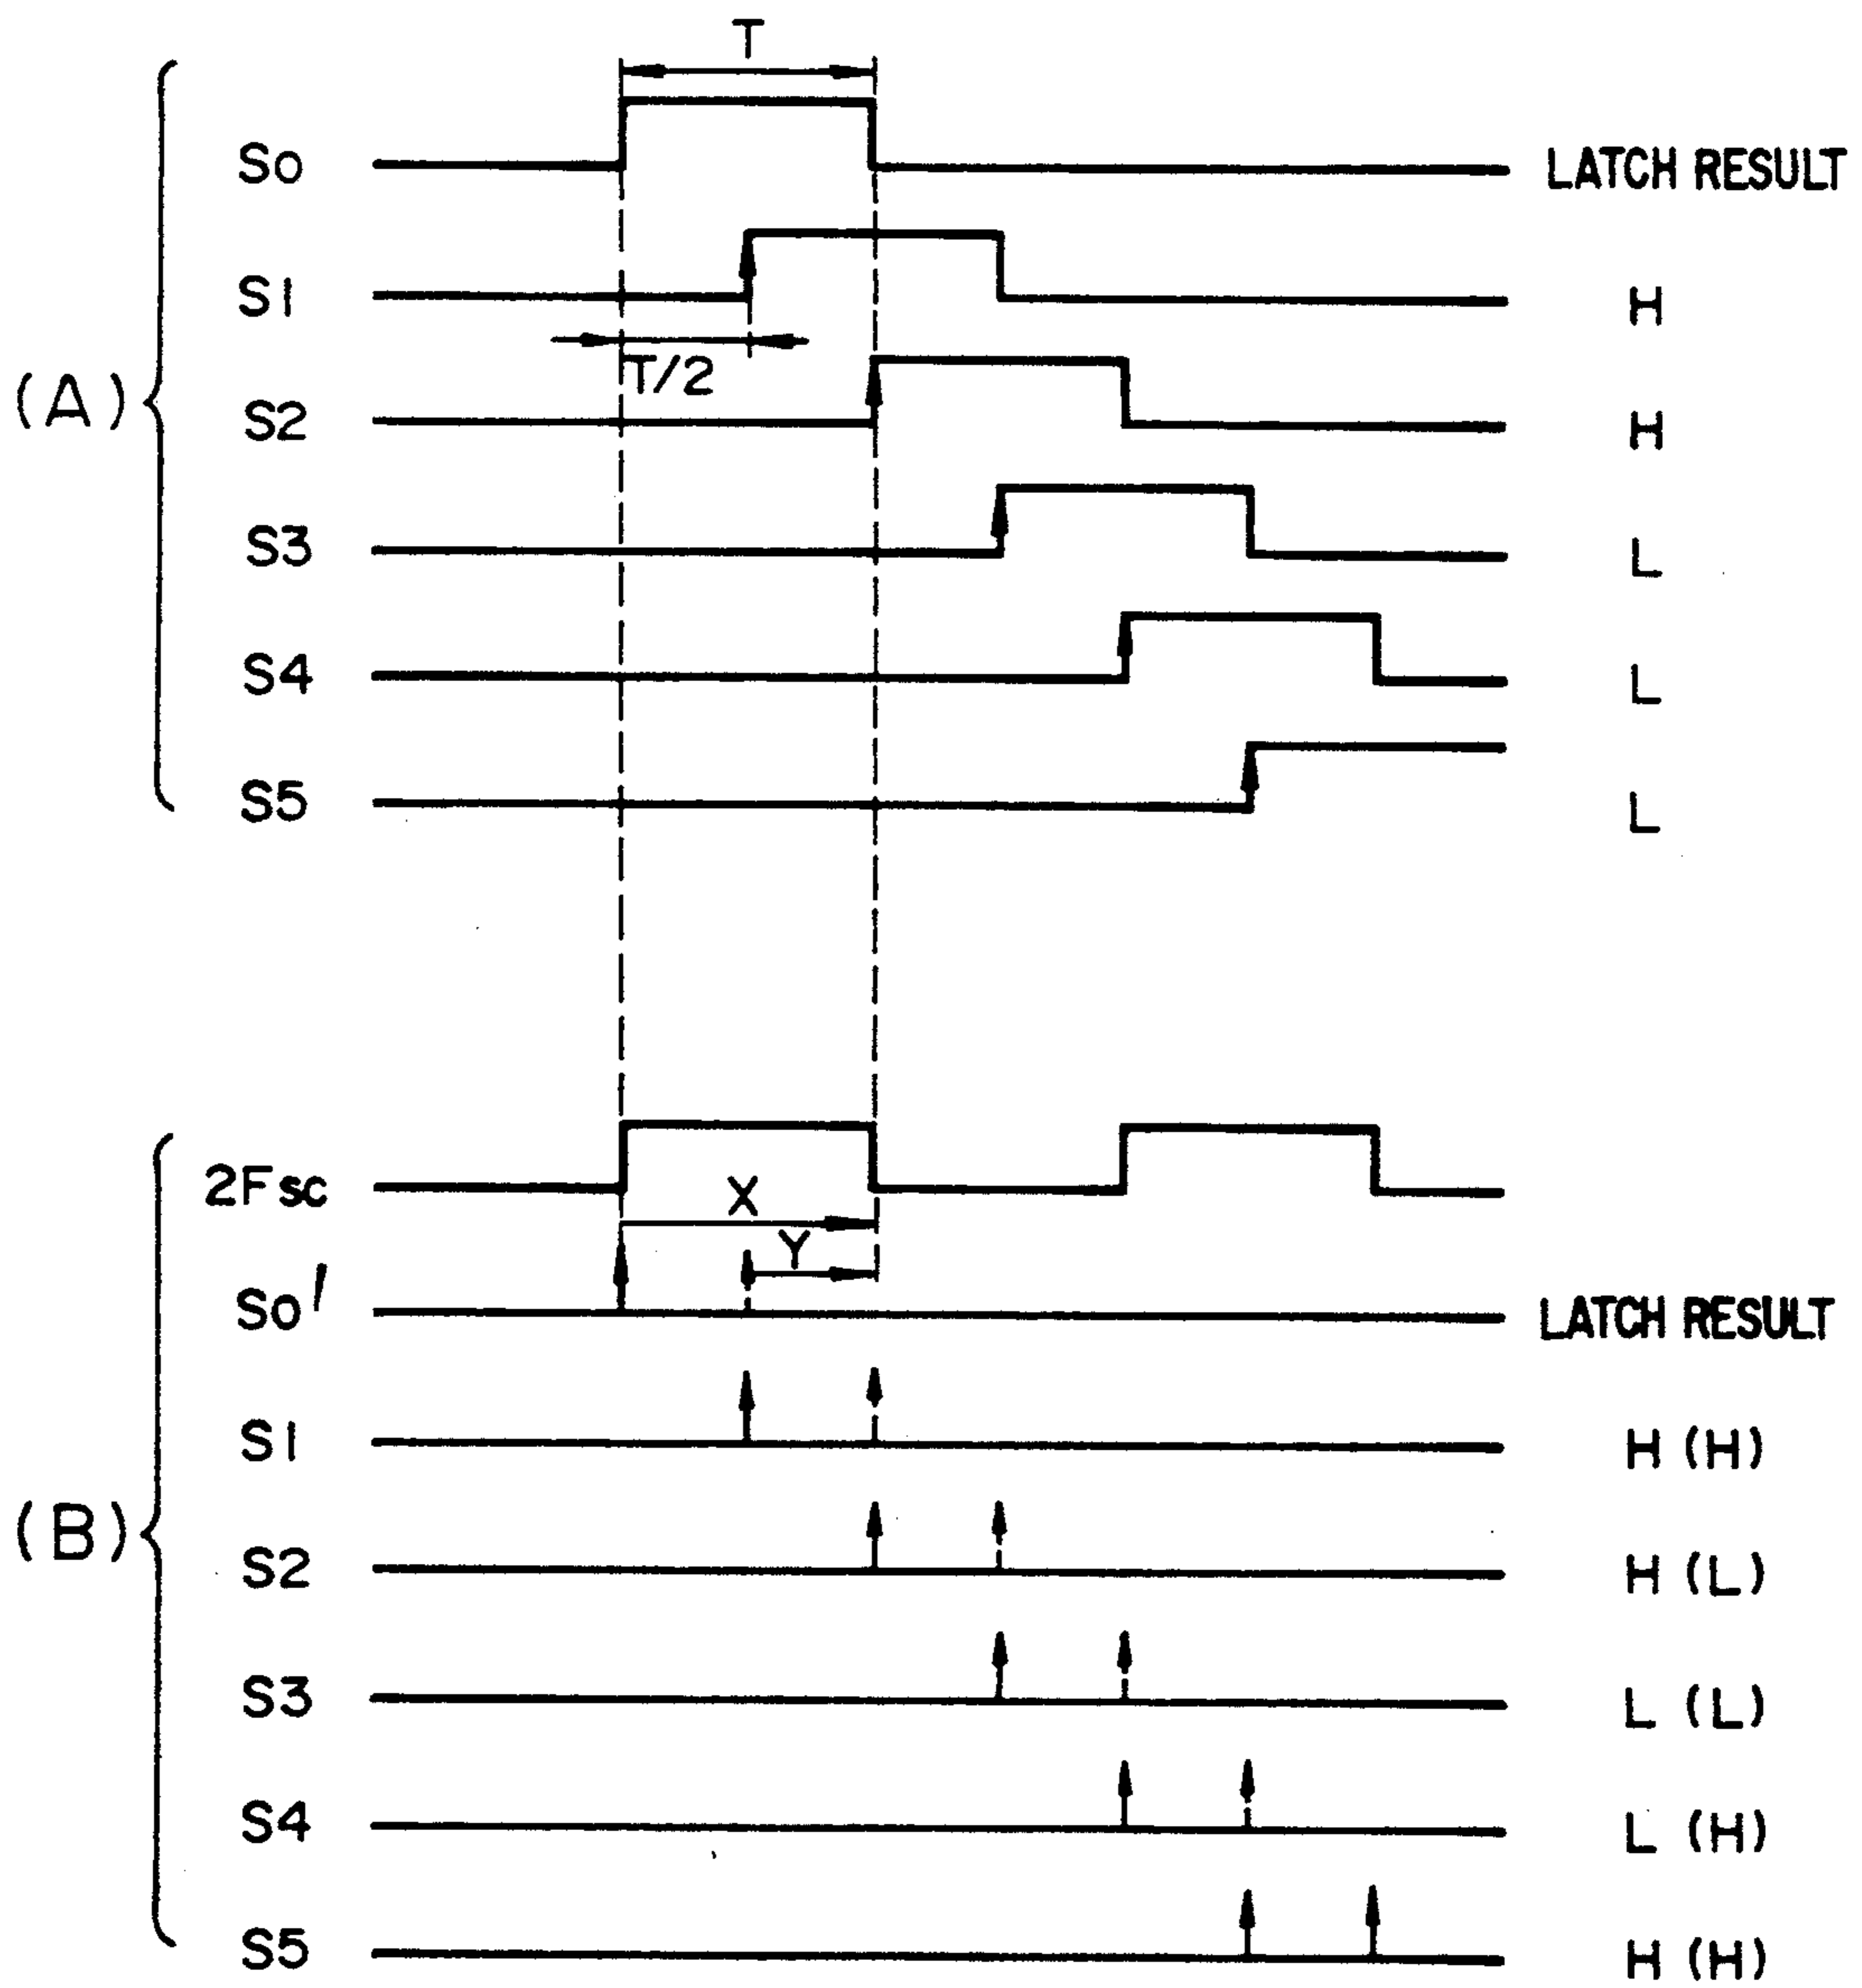 T
So LATCH RESULT
S1 H
T/2
(A)
S2 H
S3 L
S4 L
S5 L
2Fsc
X
Y
So' LATCH RESULT
S1 H (H)
(B)
S2 H (L)
S3 L (L)
S4 L (H)
S5 H (H)